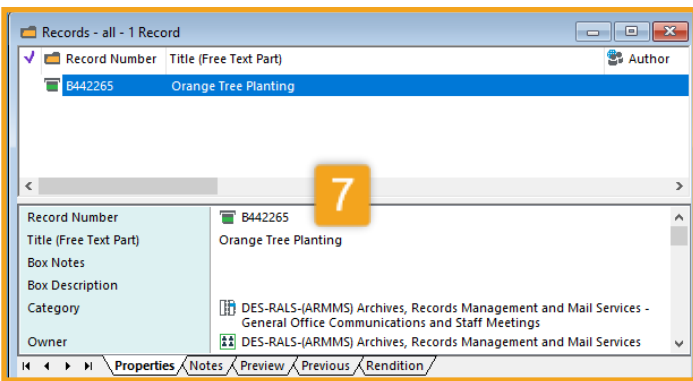 Records - all - 1 Record
Record Number Title (Free Text Part) Author
B442265 Orange Tree Planting
7
Record Number B442265
Title (Free Text Part) Orange Tree Planting
Box Notes
Box Description
Category DES-RALS-(ARMMS) Archives, Records Management and Mail Services -
General Office Communications and Staff Meetings
Owner DES-RALS-(ARMMS) Archives, Records Management and Mail Services
Properties Notes Preview Previous Rendition